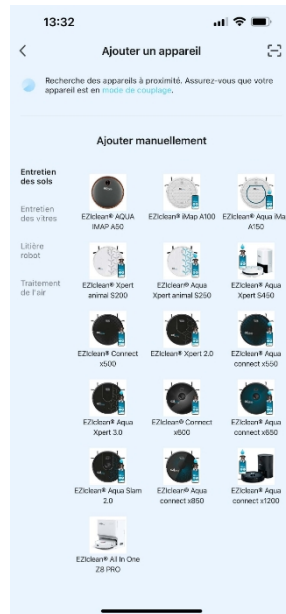 13:32
Ajouter un appareil
Recherche des appareils à proximité. Assurez-vous que votre
appareil est en mode de couplage.
Ajouter manuellement
Entretien
des sols
Entretien
des vitres
Litière
robot
Traitement
de l'air
EZIclean® AQUA
IMAP A50
EZIclean® iMap A100
EZIclean® Aqua iMa
A150
EZIclean® Xpert
animal S200
EZIclean® Aqua
Xpert animal S250
EZIclean® Aqua
Xpert S450
EZIclean® Connect
x500
EZIclean® Xpert 2.0
EZIclean® Aqua
connect x550
EZIclean® Aqua
Xpert 3.0
EZIclean® Connect
x600
EZIclean® Aqua
connect x650
EZIclean® Aqua Slam
2.0
EZIclean® Aqua
connect x850
EZIclean® Aqua
connect x1200
EZIclean® All In One
Z8 PRO